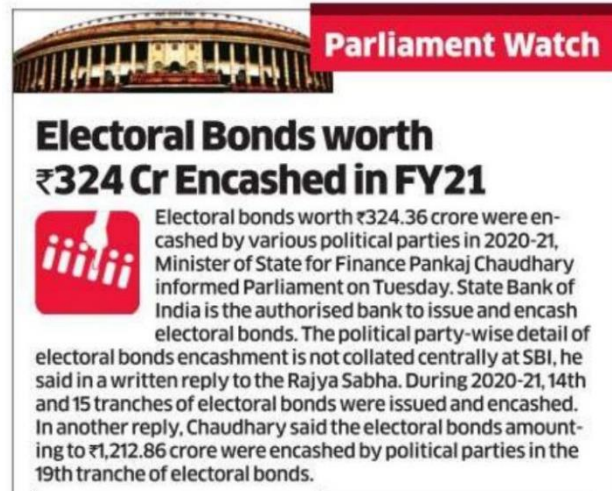 Parliament Watch
Electoral Bonds worth
₹324 Cr Encashed in FY21
Electoral bonds worth ₹324.36 crore were en-
cashed by various political parties in 2020-21,
Minister of State for Finance Pankaj Chaudhary
informed Parliament on Tuesday. State Bank of
India is the authorised bank to issue and encash
electoral bonds. The political party-wise detail of
electoral bonds encashment is not collated centrally at SBI, he
said in a written reply to the Rajya Sabha. During 2020-21, 14th
and 15 tranches of electoral bonds were issued and encashed.
In another reply, Chaudhary said the electoral bonds amount-
ing to ₹1,212.86 crore were encashed by political parties in the
19th tranche of electoral bonds.